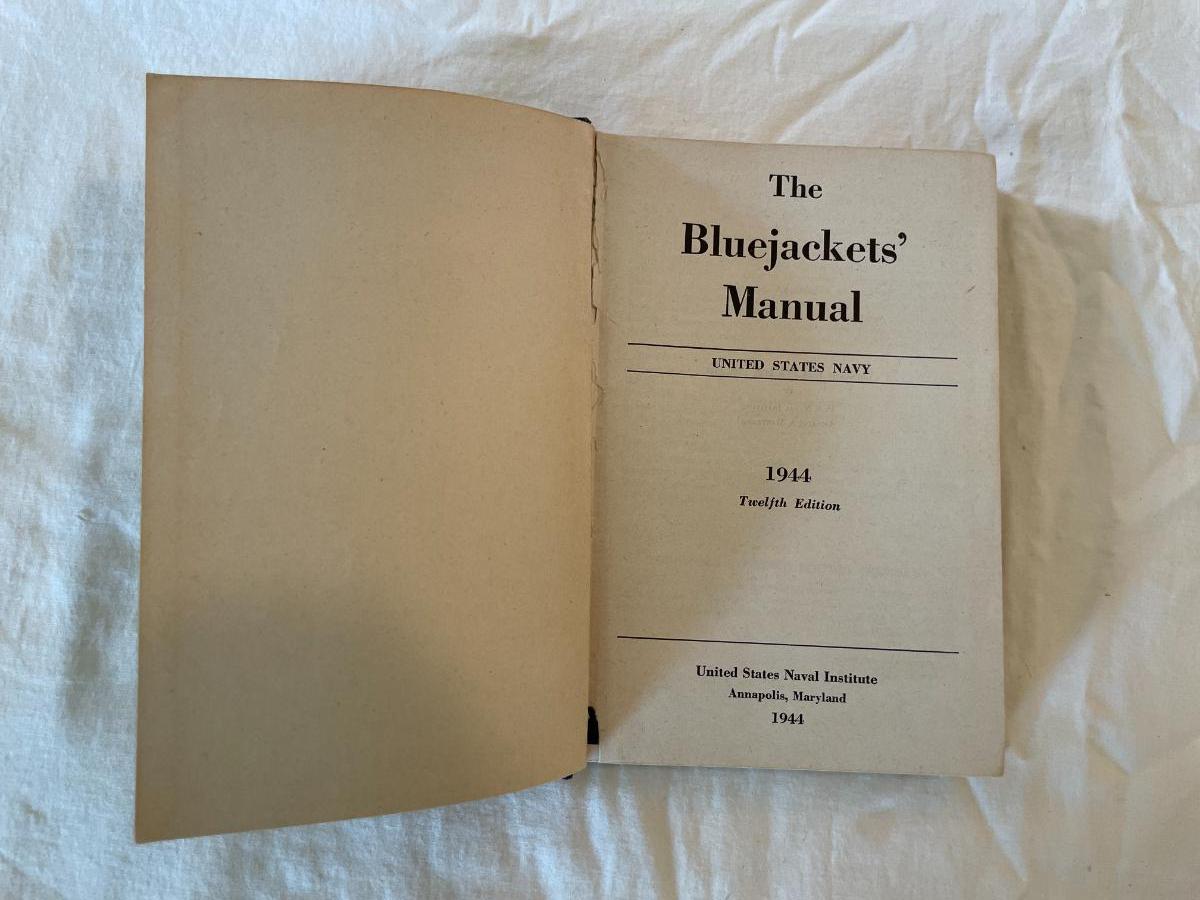 The
Bluejackets’
Manual
UNITED STATES NAVY
1944
Twelfth Edition
United States Naval Institute
Annapolis, Maryland
1944